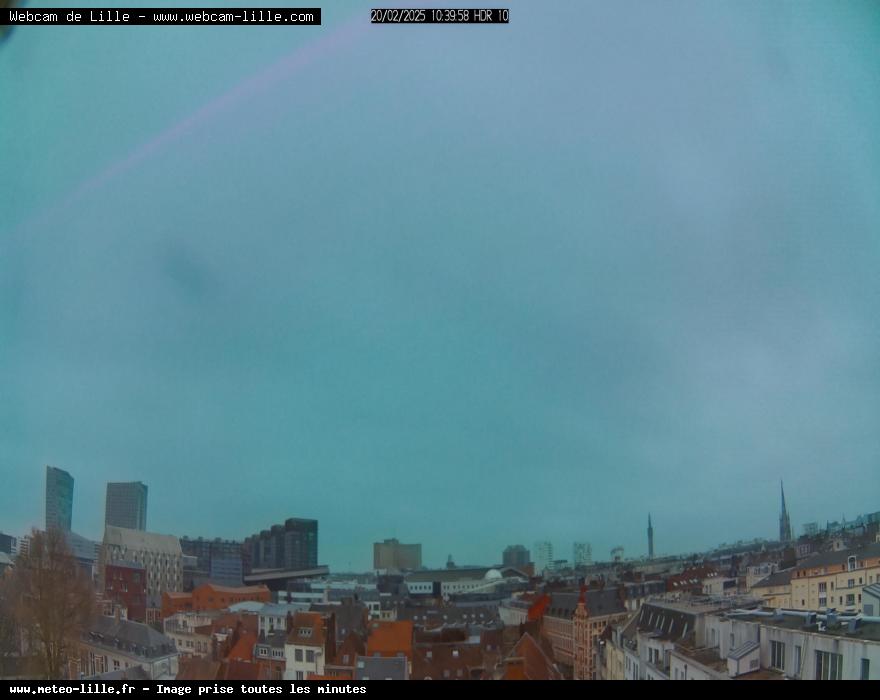 Webcam de Lille - www.webcam-lille.com
20/02/2025 10:39:58 HDR 10
www.meteo-lille.fr - Image prise toutes les minutes